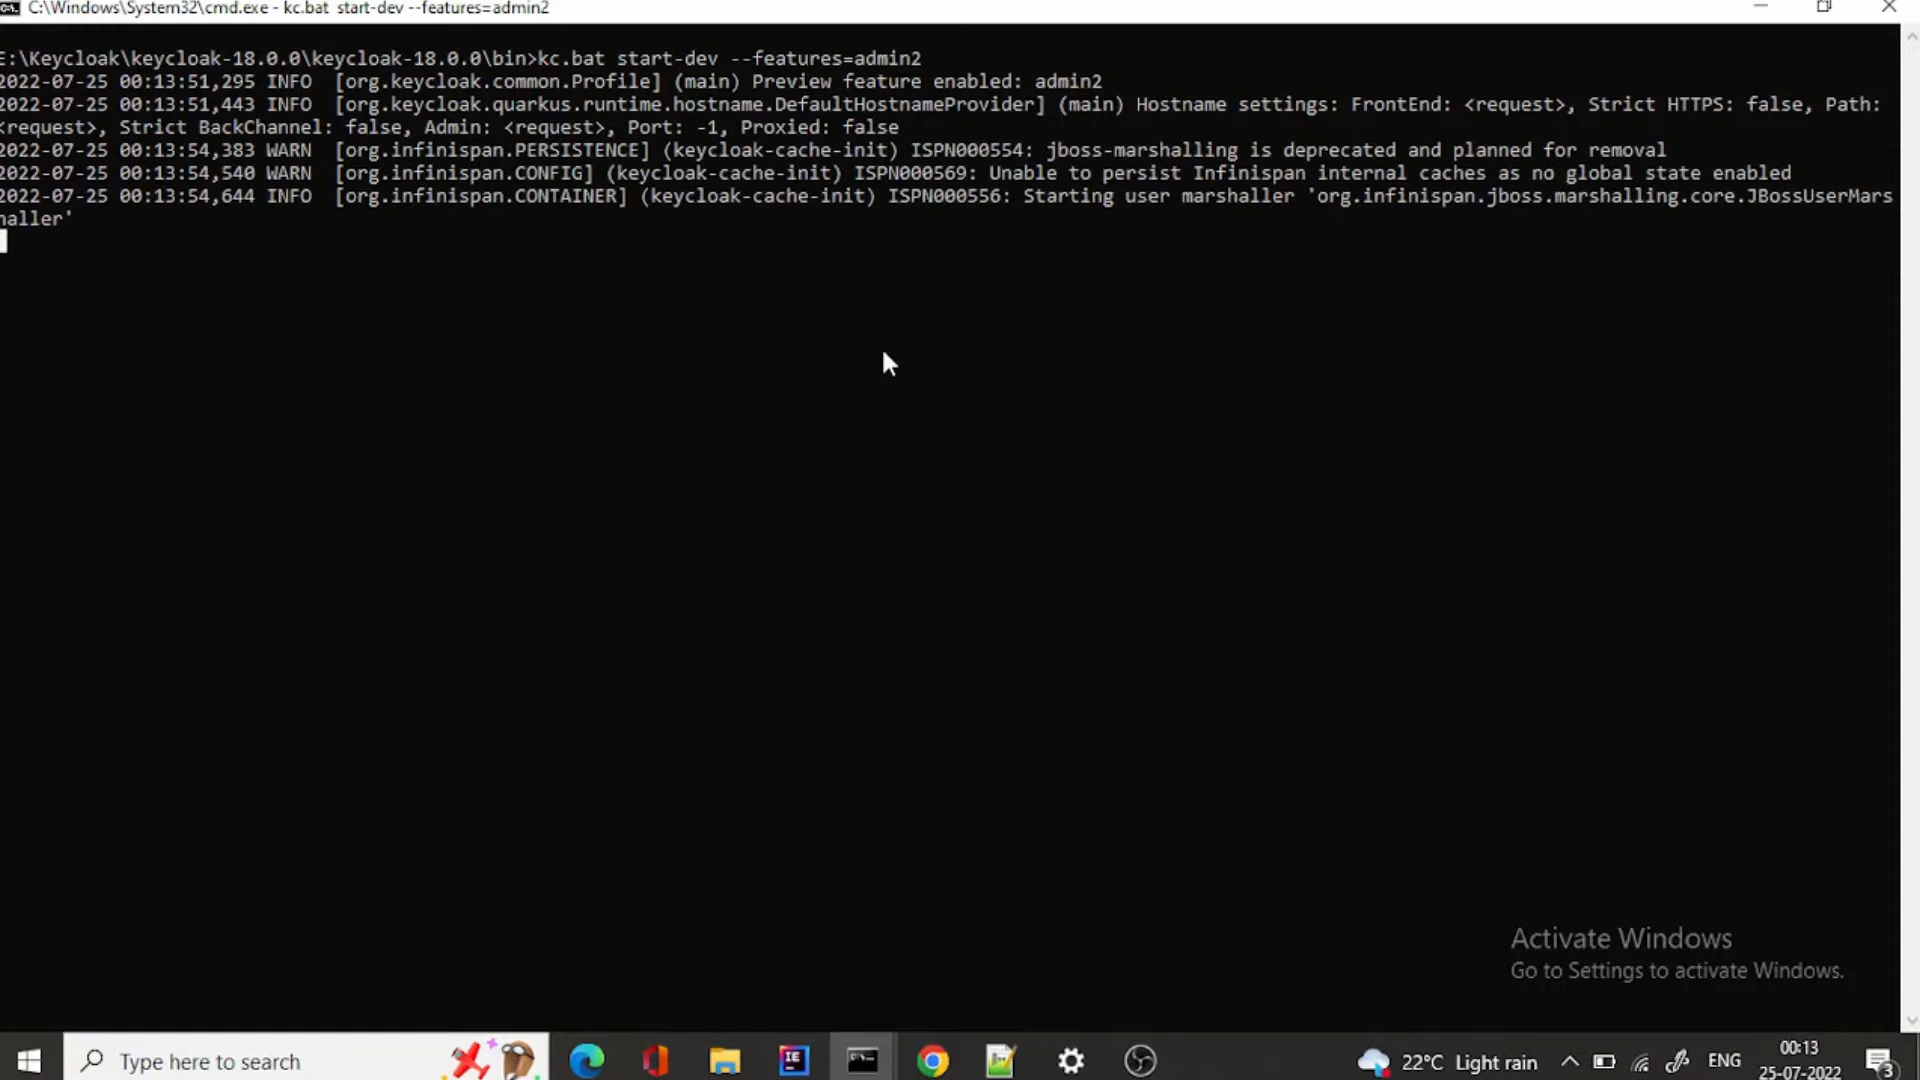 C:\Windows\System32\cmd.exe - kc.bat start-dev --features=admin2
E:\Keycloak\keycloak-18.0.0\keycloak-18.0.0\bin>kc.bat start-dev --features=admin2
2022-07-25 00:13:51,295 INFO  [org.keycloak.common.Profile] (main) Preview feature enabled: admin2
2022-07-25 00:13:51,443 INFO  [org.keycloak.quarkus.runtime.hostname.DefaultHostnameProvider] (main) Hostname settings: FrontEnd: <request>, Strict HTTPS: false, Path:
<request>, Strict BackChannel: false, Admin: <request>, Port: -1, Proxied: false
2022-07-25 00:13:54,383 WARN  [org.infinispan.PERSISTENCE] (keycloak-cache-init) ISPN000554: jboss-marshalling is deprecated and planned for removal
2022-07-25 00:13:54,540 WARN  [org.infinispan.CONFIG] (keycloak-cache-init) ISPN000569: Unable to persist Infinispan internal caches as no global state enabled
2022-07-25 00:13:54,644 INFO  [org.infinispan.CONTAINER] (keycloak-cache-init) ISPN000556: Starting user marshaller 'org.infinispan.jboss.marshalling.core.JBossUserMars
haller'
Activate Windows
Go to Settings to activate Windows.
Type here to search
IE
22°C Light rain
ENG
00:13
25-07-2022
3